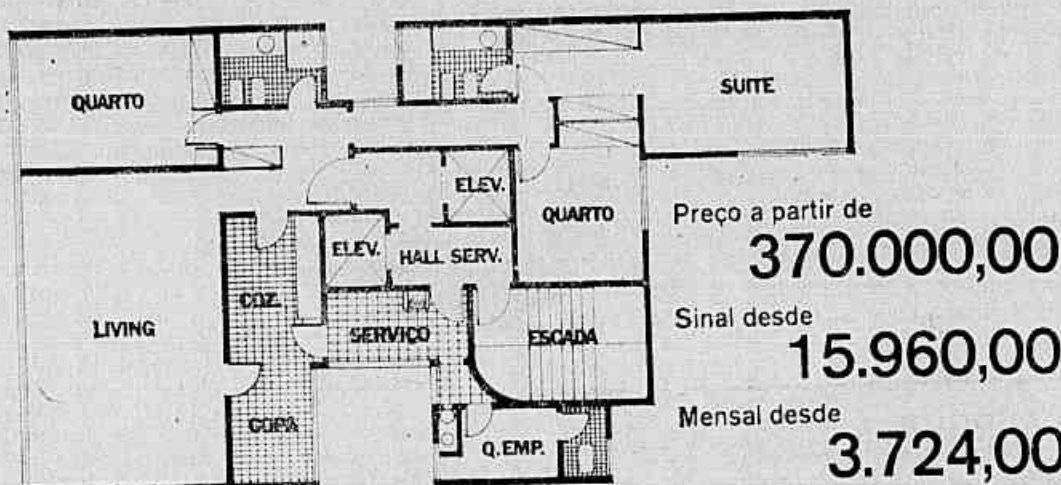 QUARTO
SUITE
ELEV.
QUARTO
ELEV.
HALL SERV.
COZ.
LIVING
SERVIÇO
ESCADA
COPA
Q.EMP.
Preço a partir de
370.000,00
Sinal desde
15.960,00
Mensal desde
3.724,00